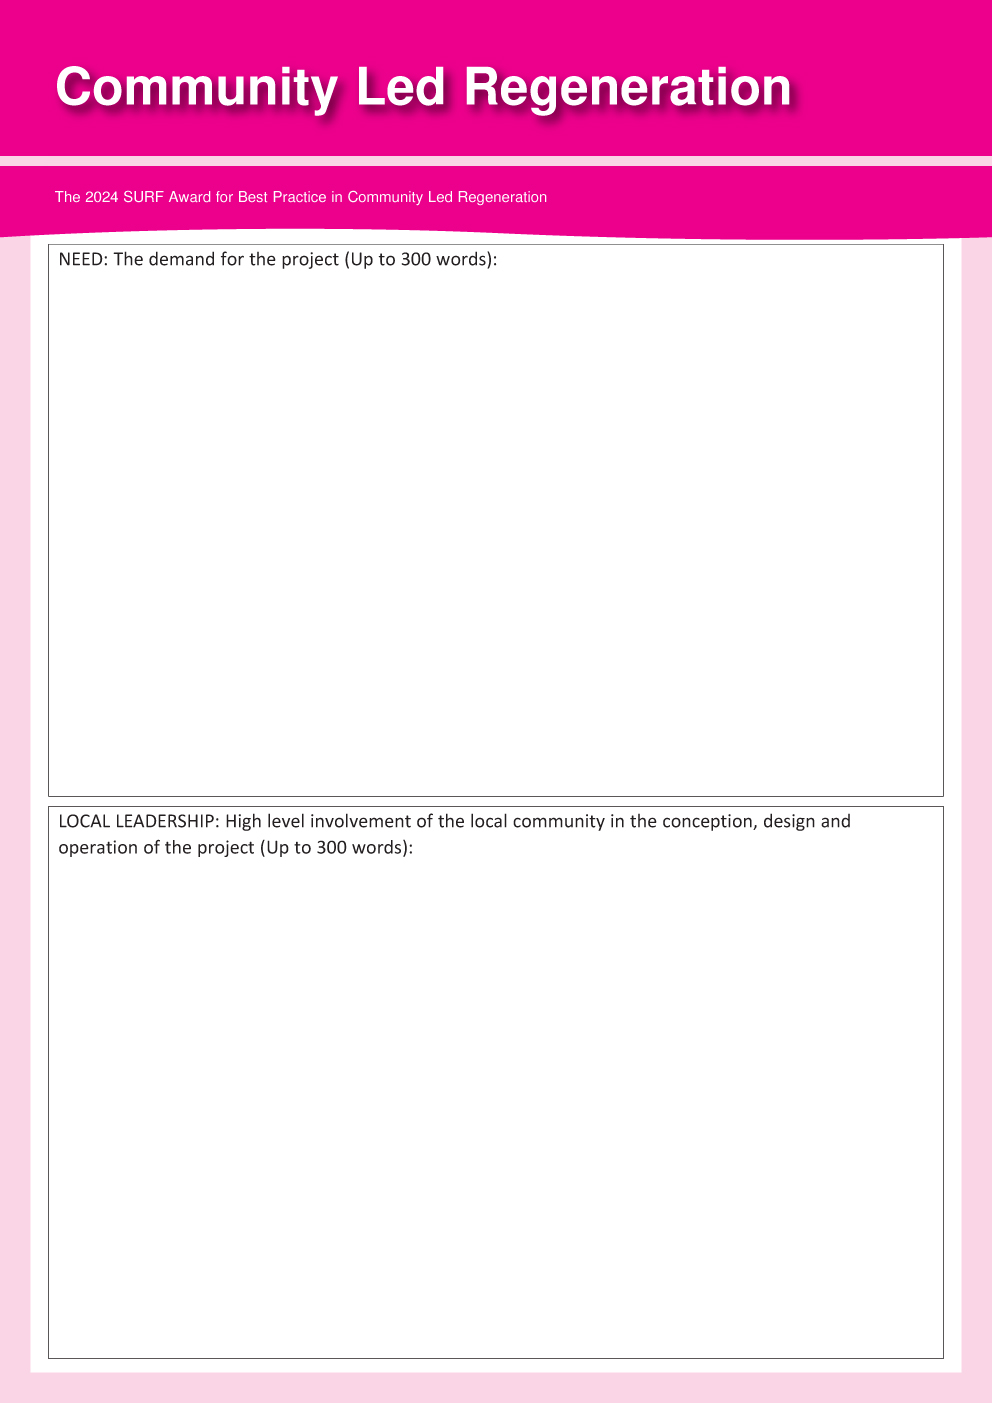 Community Led Regeneration
The 2024 SURF Award for Best Practice in Community Led Regeneration
NEED: The demand for the project (Up to 300 words):
LOCAL LEADERSHIP: High level involvement of the local community in the conception, design and
operation of the project (Up to 300 words):